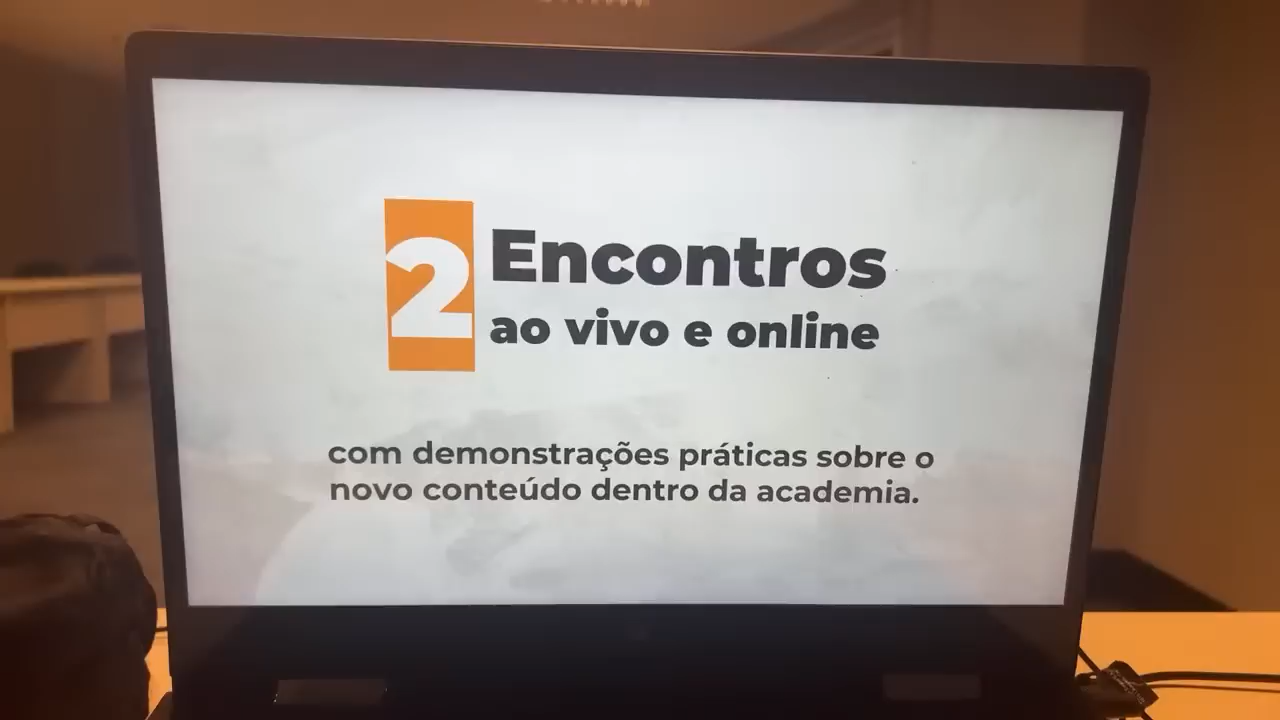 2 Encontros
ao vivo e online
com demonstrações práticas sobre o
novo conteúdo dentro da academia.